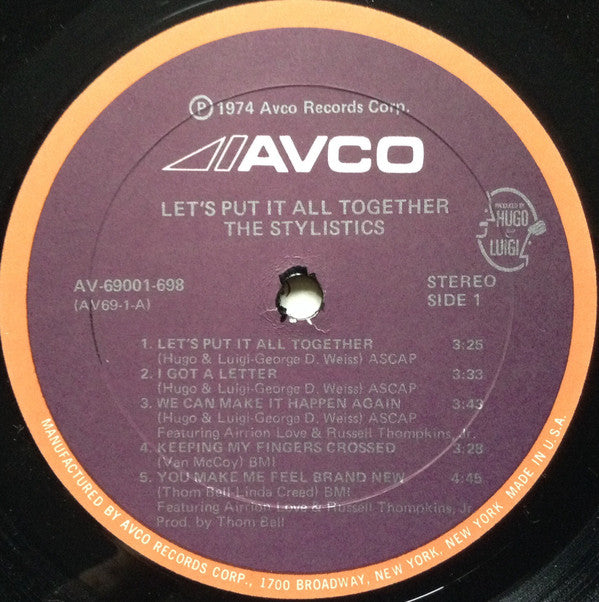 ℗ 1974 Avco Records Corp.
AVCO
LET'S PUT IT ALL TOGETHER
THE STYLISTICS
PRODUCED BY
HUGO
and
LUIGI
AV-69001-698
(AV69-1-A)
STEREO
SIDE 1
1. LET'S PUT IT ALL TOGETHER 3:25
(Hugo & Luigi-George D. Weiss) ASCAP
2. I GOT A LETTER 3:33
(Hugo & Luigi-George D. Weiss) ASCAP
3. WE CAN MAKE IT HAPPEN AGAIN 3:43
(Hugo & Luigi-George D. Weiss) ASCAP
Featuring Airrion Love & Russell Thompkins, Jr.
4. KEEPING MY FINGERS CROSSED 3:28
(Van McCoy) BMI
5. YOU MAKE ME FEEL BRAND NEW 4:45
(Thom Bell-Linda Creed) BMI
Featuring Airrion Love & Russell Thompkins, Jr
Prod. by Thom Bell
MANUFACTURED BY AVCO RECORDS CORP., 1700 BROADWAY, NEW YORK, NEW YORK MADE IN U.S.A.